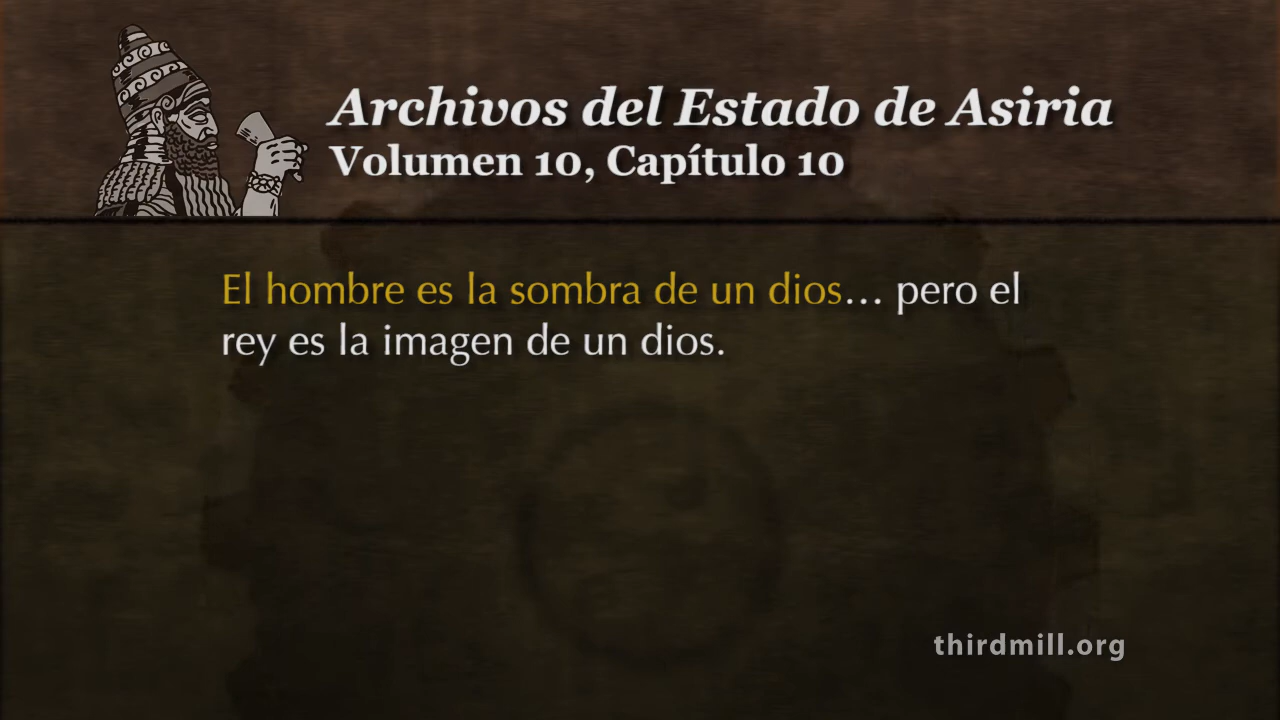 Archivos del Estado de Asiria
Volumen 10, Capítulo 10
El hombre es la sombra de un dios… pero el
rey es la imagen de un dios.
thirdmill.org